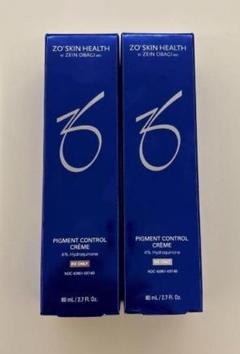 ZO® SKIN HEALTH
BY ZEIN OBAGI MD
PIGMENT CONTROL
CRÈME
4% Hydroquinone
RX ONLY
80 mL / 2.7 Fl. Oz.
ZO® SKIN HEALTH
BY ZEIN OBAGI MD
PIGMENT CONTROL
CRÈME
4% Hydroquinone
RX ONLY
80 mL / 2.7 Fl. Oz.